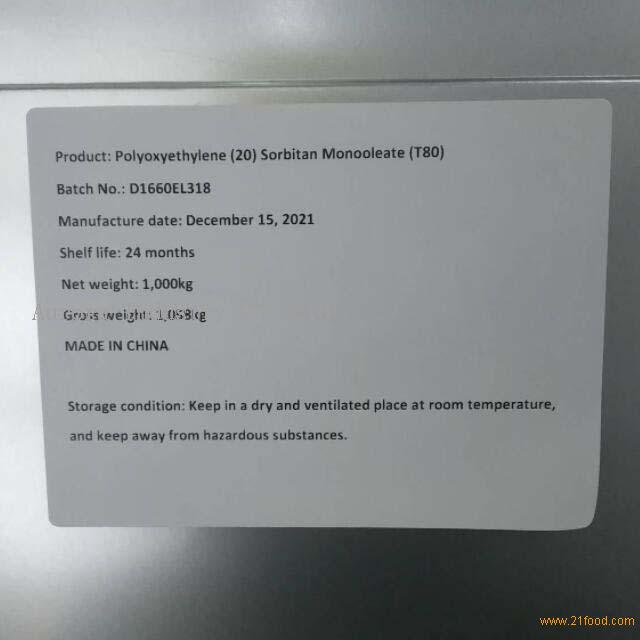 Product: Polyoxyethylene (20) Sorbitan Monooleate (T80)
Batch No.: D1660EL318
Manufacture date: December 15, 2021
Shelf life: 24 months
Net weight: 1,000kg
Gross weight: 1,058kg
MADE IN CHINA
Storage condition: Keep in a dry and ventilated place at room temperature,
and keep away from hazardous substances.
www.21food.com